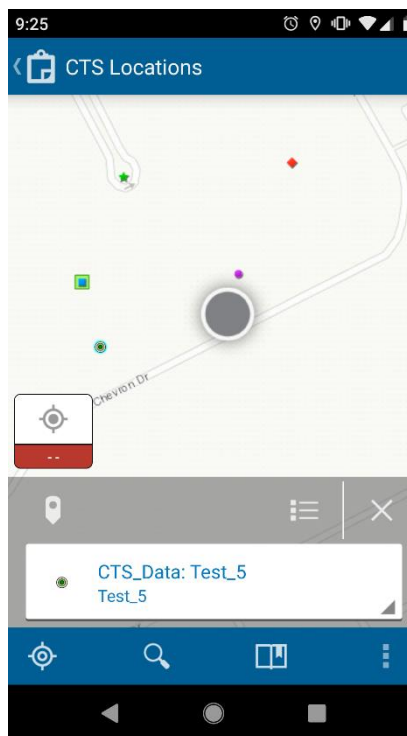 9:25
CTS Locations
Chevron Dr
--
CTS_Data: Test_5
Test_5